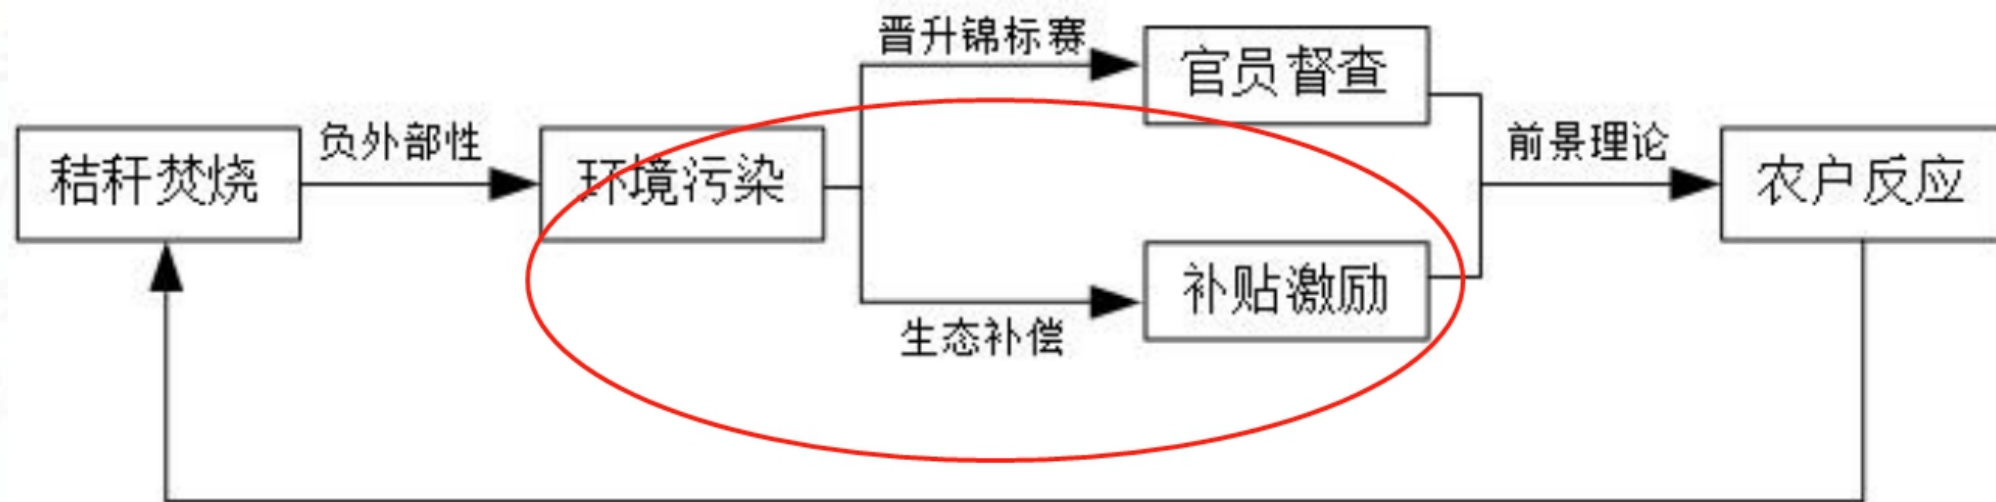 晋升锦标赛
官员督查
秸秆焚烧
负外部性
环境污染
前景理论
农户反应
补贴激励
生态补偿